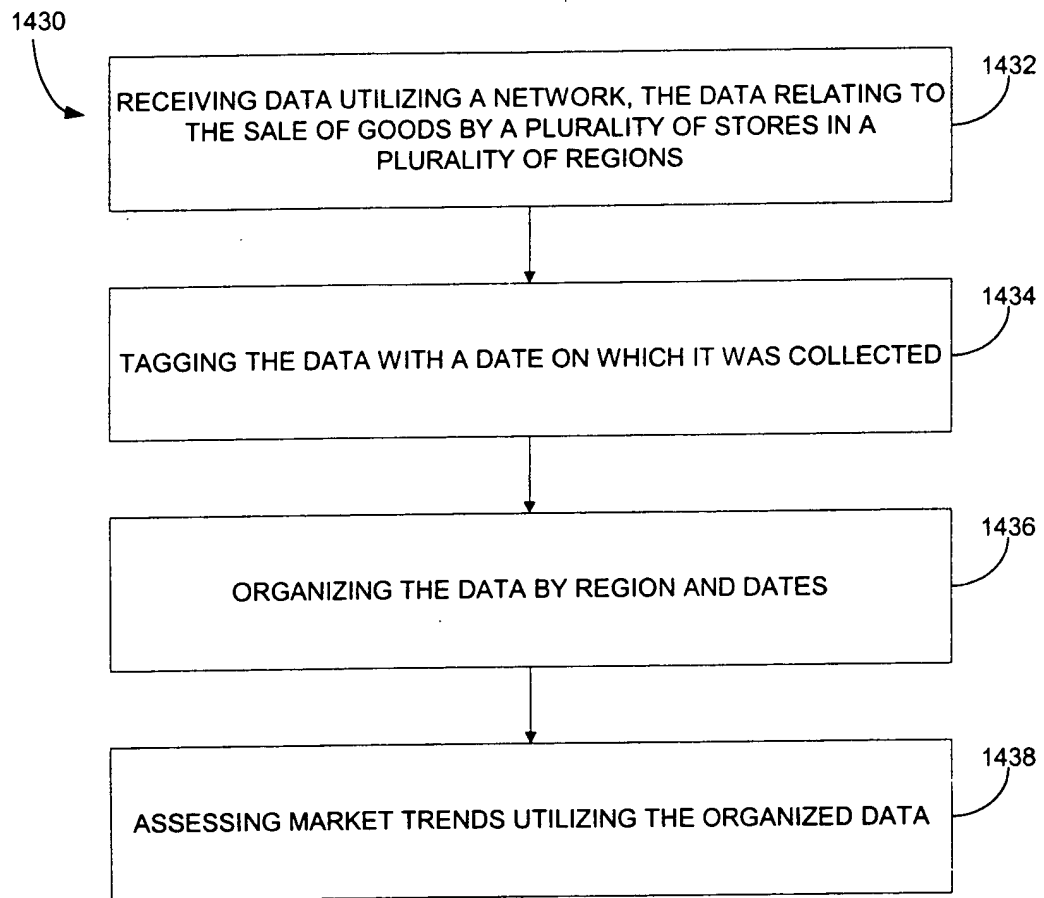 1430
1432
RECEIVING DATA UTILIZING A NETWORK, THE DATA RELATING TO
THE SALE OF GOODS BY A PLURALITY OF STORES IN A
PLURALITY OF REGIONS
1434
TAGGING THE DATA WITH A DATE ON WHICH IT WAS COLLECTED
1436
ORGANIZING THE DATA BY REGION AND DATES
1438
ASSESSING MARKET TRENDS UTILIZING THE ORGANIZED DATA